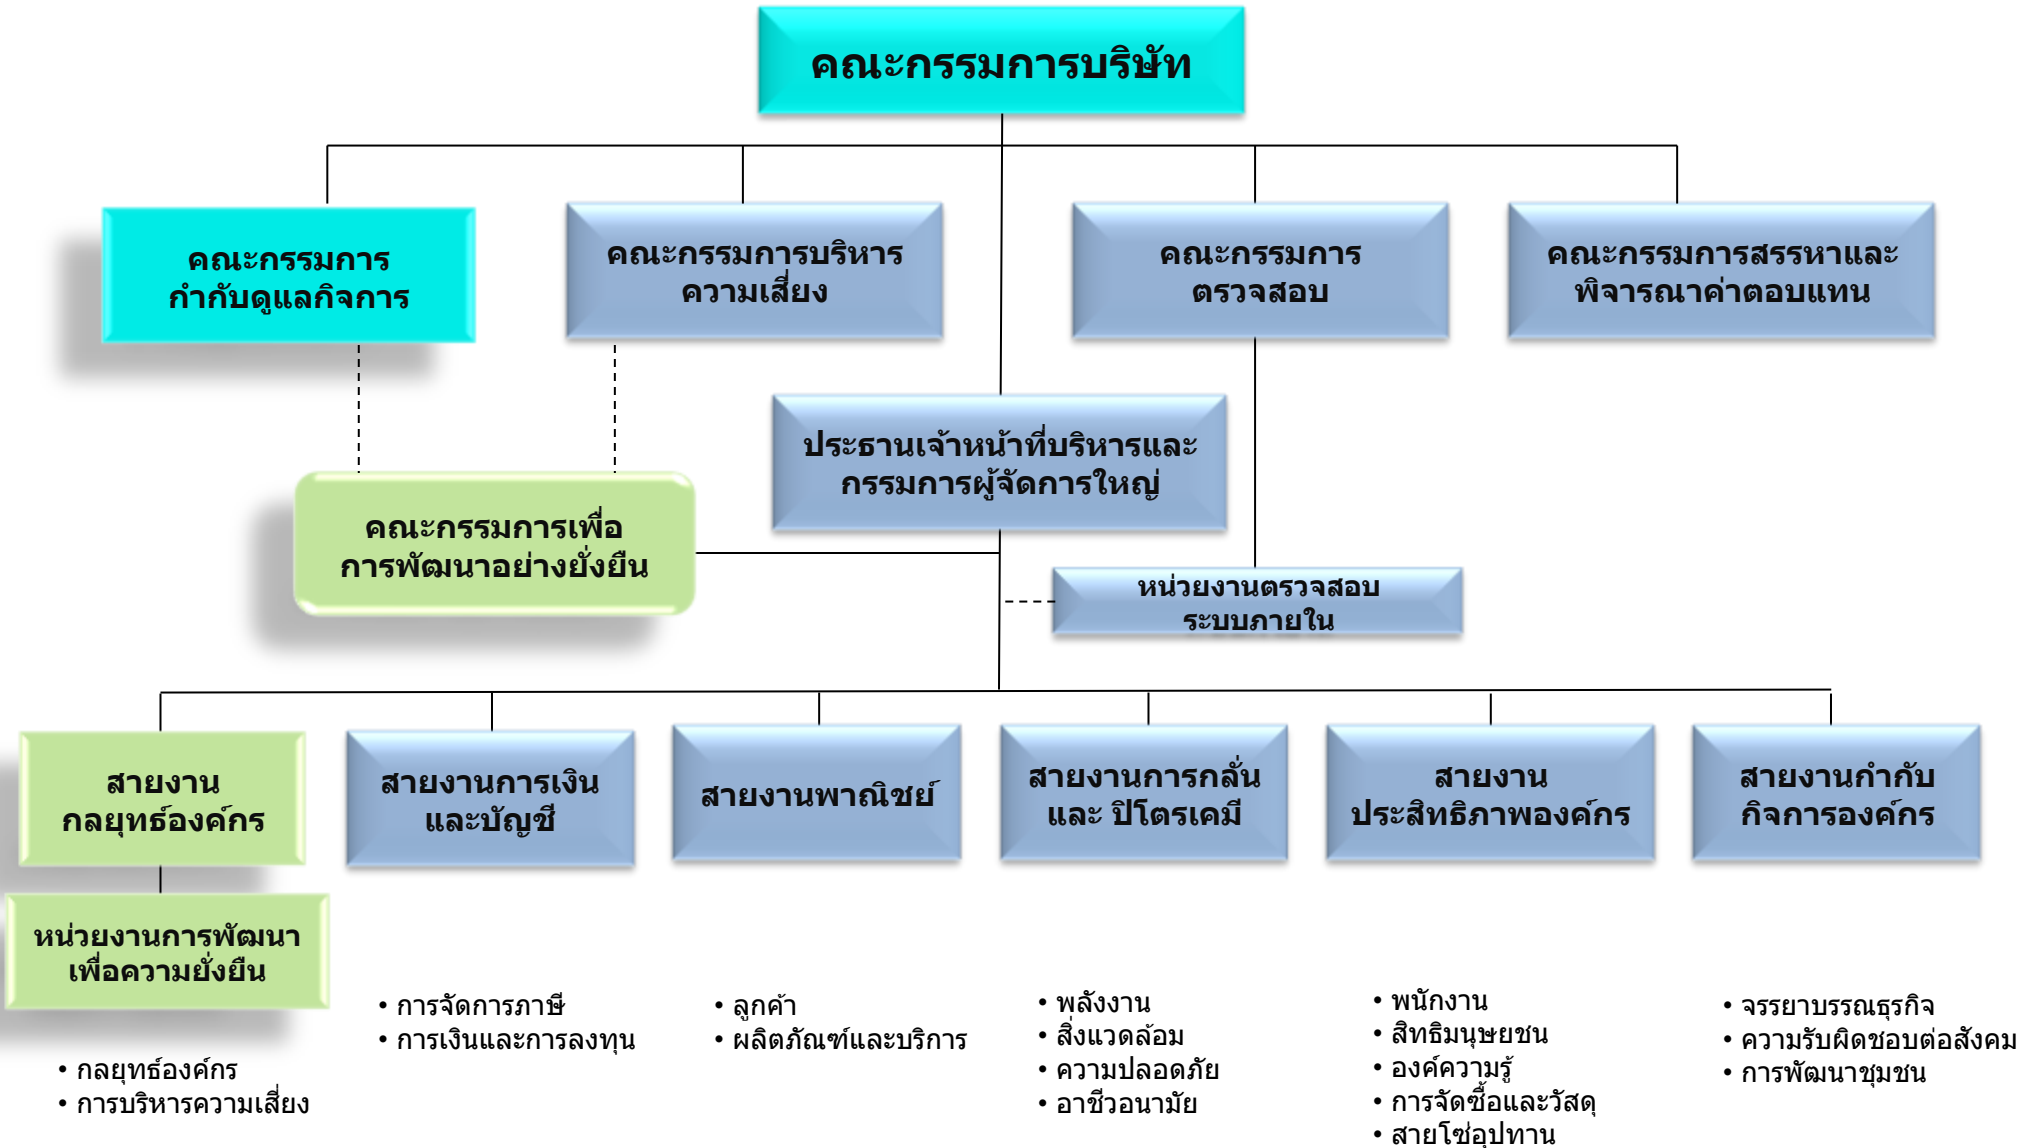 คณะกรรมการบริษัท
คณะกรรมการ
กำกับดูแลกิจการ
คณะกรรมการบริหาร
ความเสี่ยง
คณะกรรมการ
ตรวจสอบ
คณะกรรมการสรรหาและ
พิจารณาค่าตอบแทน
ประธานเจ้าหน้าที่บริหารและ
กรรมการผู้จัดการใหญ่
คณะกรรมการเพื่อ
การพัฒนาอย่างยั่งยืน
หน่วยงานตรวจสอบ
ระบบภายใน
สายงาน
กลยุทธ์องค์กร
สายงานการเงิน
และบัญชี
สายงานพาณิชย์
สายงานการกลั่น
และ ปิโตรเคมี
สายงาน
ประสิทธิภาพองค์กร
สายงานกำกับ
กิจการองค์กร
หน่วยงานการพัฒนา
เพื่อความยั่งยืน
• กลยุทธ์องค์กร
• การบริหารความเสี่ยง
• การจัดการภาษี
• การเงินและการลงทุน
• ลูกค้า
• ผลิตภัณฑ์และบริการ
• พลังงาน
• สิ่งแวดล้อม
• ความปลอดภัย
• อาชีวอนามัย
• พนักงาน
• สิทธิมนุษยชน
• องค์ความรู้
• การจัดซื้อและวัสดุ
• สายโซ่อุปทาน
• จรรยาบรรณธุรกิจ
• ความรับผิดชอบต่อสังคม
• การพัฒนาชุมชน